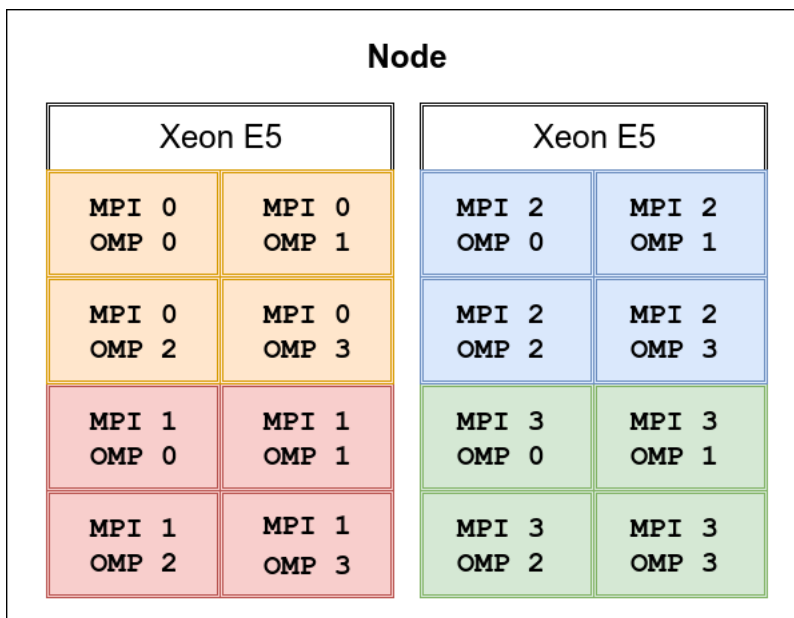 Node
Xeon E5
MPI 0 MPI 0
OMP 0 OMP 1
MPI 0 MPI 0
OMP 2 OMP 3
MPI 1 MPI 1
OMP 0 OMP 1
MPI 1 MPI 1
OMP 2 OMP 3
Xeon E5
MPI 2 MPI 2
OMP 0 OMP 1
MPI 2 MPI 2
OMP 2 OMP 3
MPI 3 MPI 3
OMP 0 OMP 1
MPI 3 MPI 3
OMP 2 OMP 3